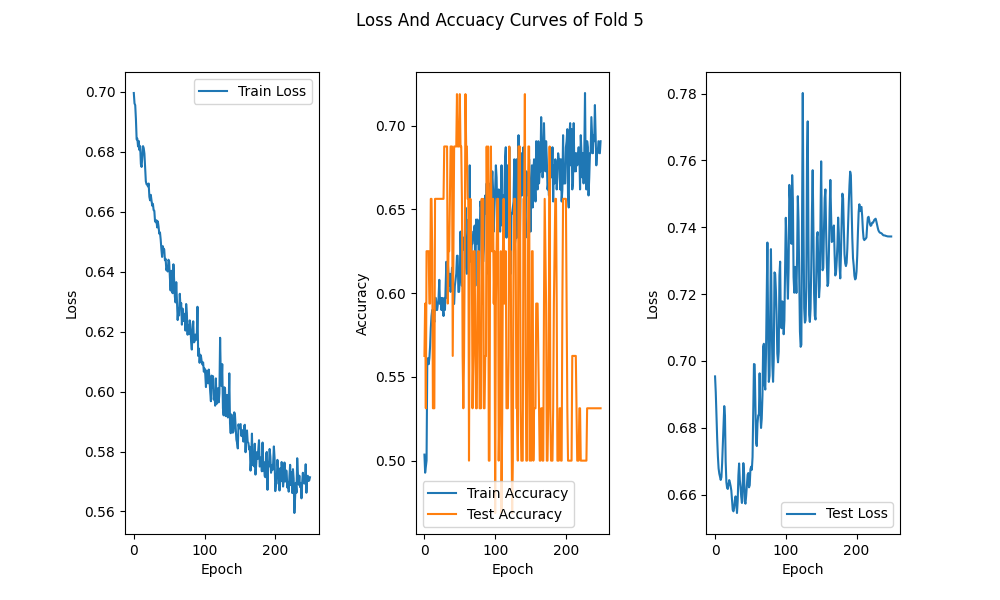 Loss And Accuacy Curves of Fold 5
Loss
0.70
0.68
0.66
0.64
0.62
0.60
0.58
0.56
0
100
200
Epoch
Train Loss
Accuracy
0.70
0.65
0.60
0.55
0.50
0
100
200
Epoch
Train Accuracy
Test Accuracy
Loss
0.78
0.76
0.74
0.72
0.70
0.68
0.66
0
100
200
Epoch
Test Loss